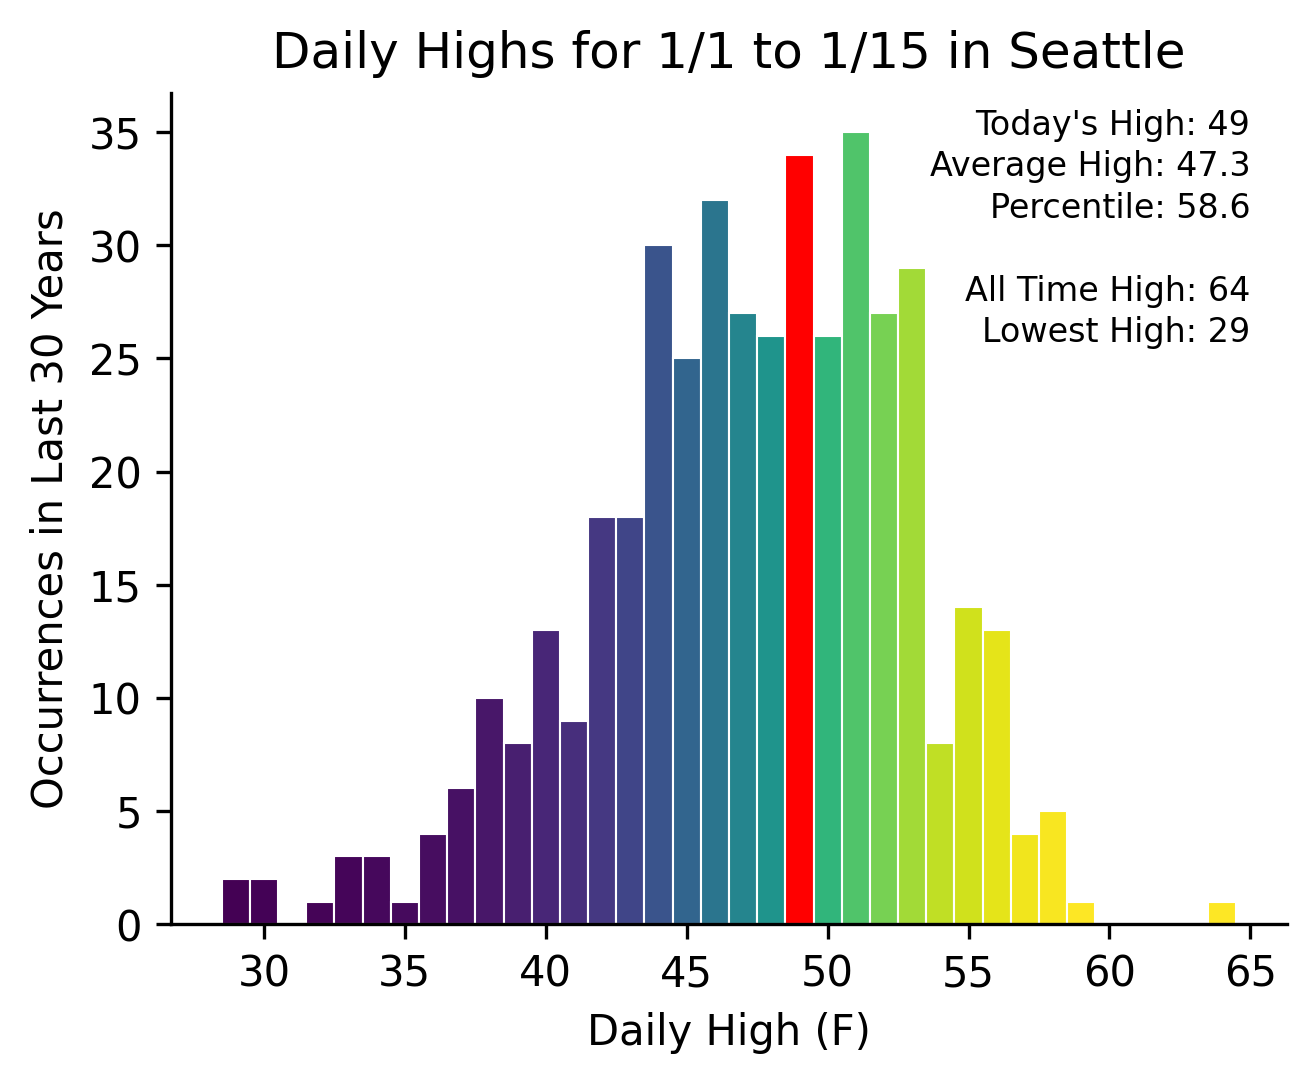 Daily Highs for 1/1 to 1/15 in Seattle
Today's High: 49
Average High: 47.3
Percentile: 58.6
All Time High: 64
Lowest High: 29
Occurrences in Last 30 Years
35
30
25
20
15
10
5
0
30 35 40 45 50 55 60 65
Daily High (F)